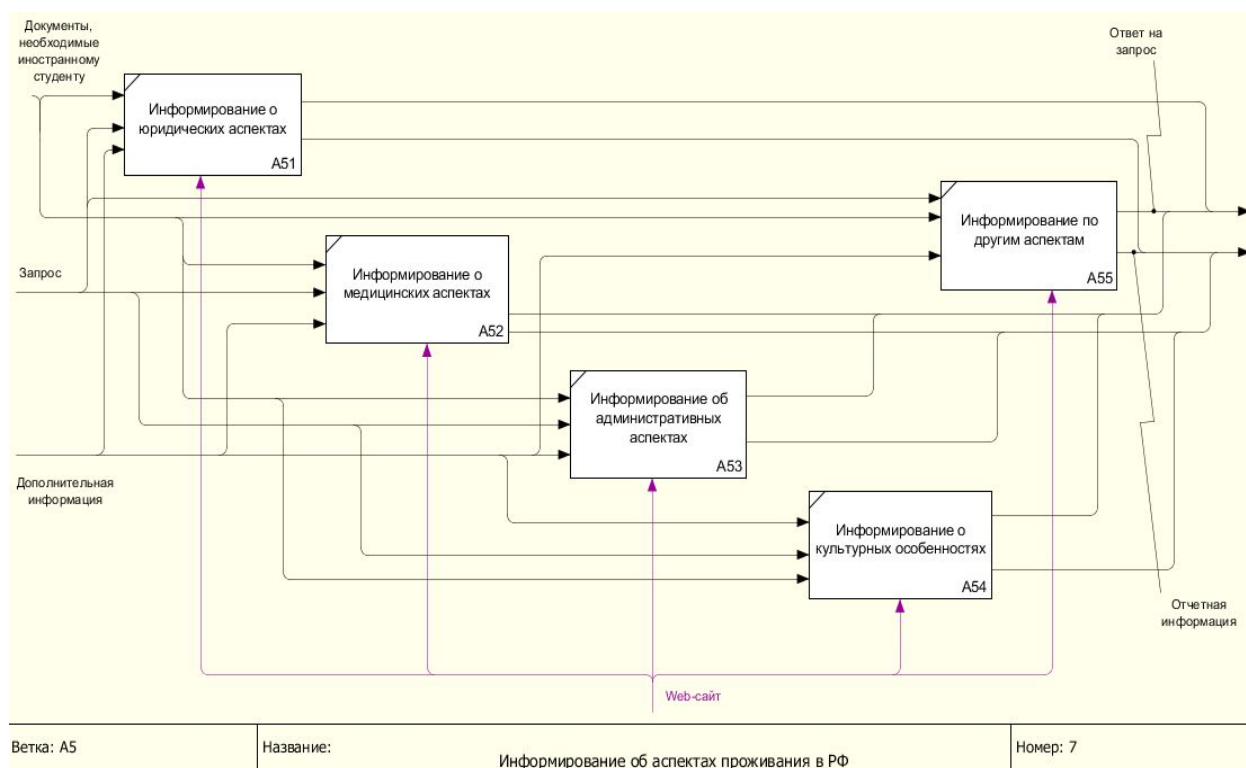 Документы,
необходимые
иностранному
студенту
Ответ на
запрос
Информирование о
юридических аспектах
A51
Информирование по
другим аспектам
A55
Запрос
Информирование о
медицинских аспектах
A52
Информирование об
административных
аспектах
A53
Дополнительная
информация
Информирование о
культурных особенностях
A54
Отчетная
информация
Web-сайт
Ветка: A5
Название:
Информирование об аспектах проживания в РФ
Номер: 7